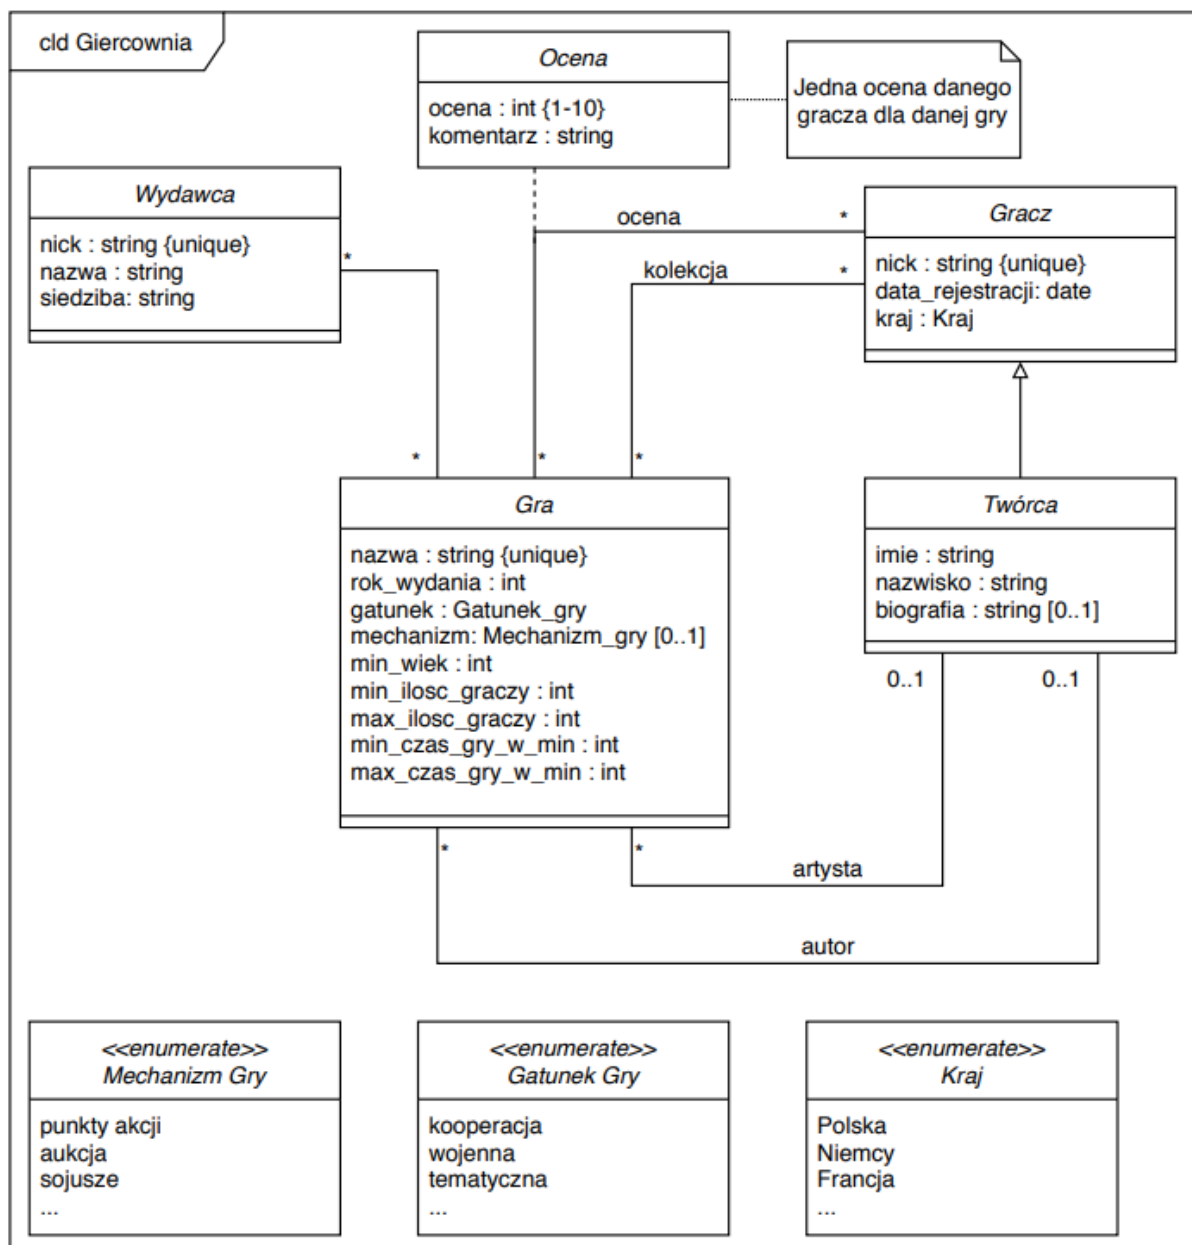 cld Giercownia
Ocena
ocena : int {1-10}
komentarz : string
Jedna ocena danego
gracza dla danej gry
Wydawca
nick : string {unique}
nazwa : string
siedziba: string
*
*
ocena
*
*
kolekcja
*
*
Gracz
nick : string {unique}
data_rejestracji: date
kraj : Kraj
Gra
nazwa : string {unique}
rok_wydania : int
gatunek : Gatunek_gry
mechanizm: Mechanizm_gry [0..1]
min_wiek : int
min_ilosc_graczy : int
max_ilosc_graczy : int
min_czas_gry_w_min : int
max_czas_gry_w_min : int
Twórca
imie : string
nazwisko : string
biografia : string [0..1]
0..1
0..1
*
*
artysta
autor
<<enumerate>>
Mechanizm Gry
punkty akcji
aukcja
sojusze
...
<<enumerate>>
Gatunek Gry
kooperacja
wojenna
tematyczna
...
<<enumerate>>
Kraj
Polska
Niemcy
Francja
...